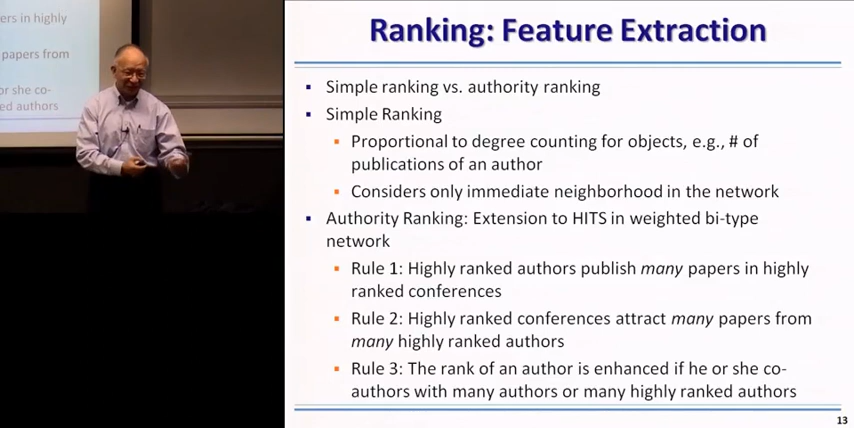 ers in highly
papers from
or she co-
ed authors
Ranking: Feature Extraction
▪ Simple ranking vs. authority ranking
▪ Simple Ranking
▪ Proportional to degree counting for objects, e.g., # of
publications of an author
▪ Considers only immediate neighborhood in the network
▪ Authority Ranking: Extension to HITS in weighted bi-type
network
▪ Rule 1: Highly ranked authors publish many papers in highly
ranked conferences
▪ Rule 2: Highly ranked conferences attract many papers from
many highly ranked authors
▪ Rule 3: The rank of an author is enhanced if he or she co-
authors with many authors or many highly ranked authors
13